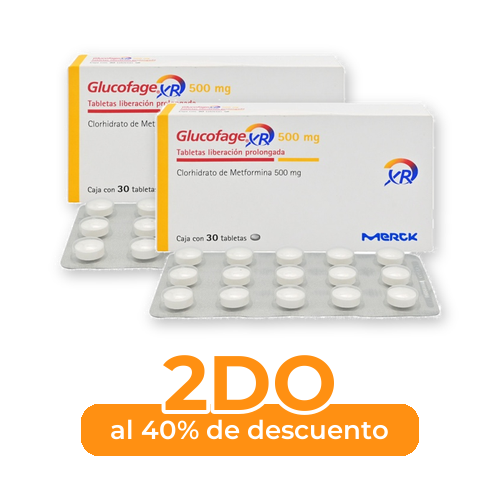 Glucofage XR 500 mg
Tabletas liberación prolongada
Clorhidrato de Met
Caja con 30 tabletas
Glucofage XR 500 mg
Tabletas liberación prolongada
Clorhidrato de Metformina 500 mg
XR
Caja con 30 tabletas
MERCK
2DO
al 40% de descuento